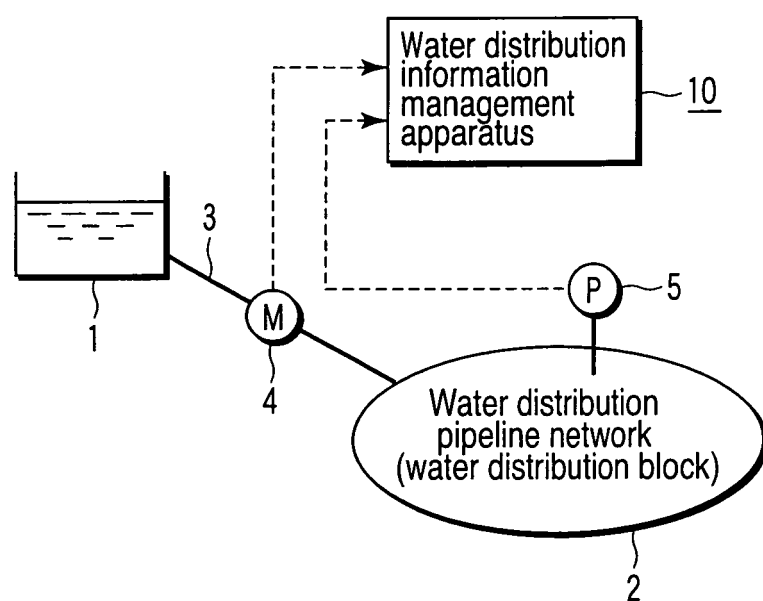 Water distribution
information
management
apparatus
10
3
1
M
4
P
5
Water distribution
pipeline network
(water distribution block)
2